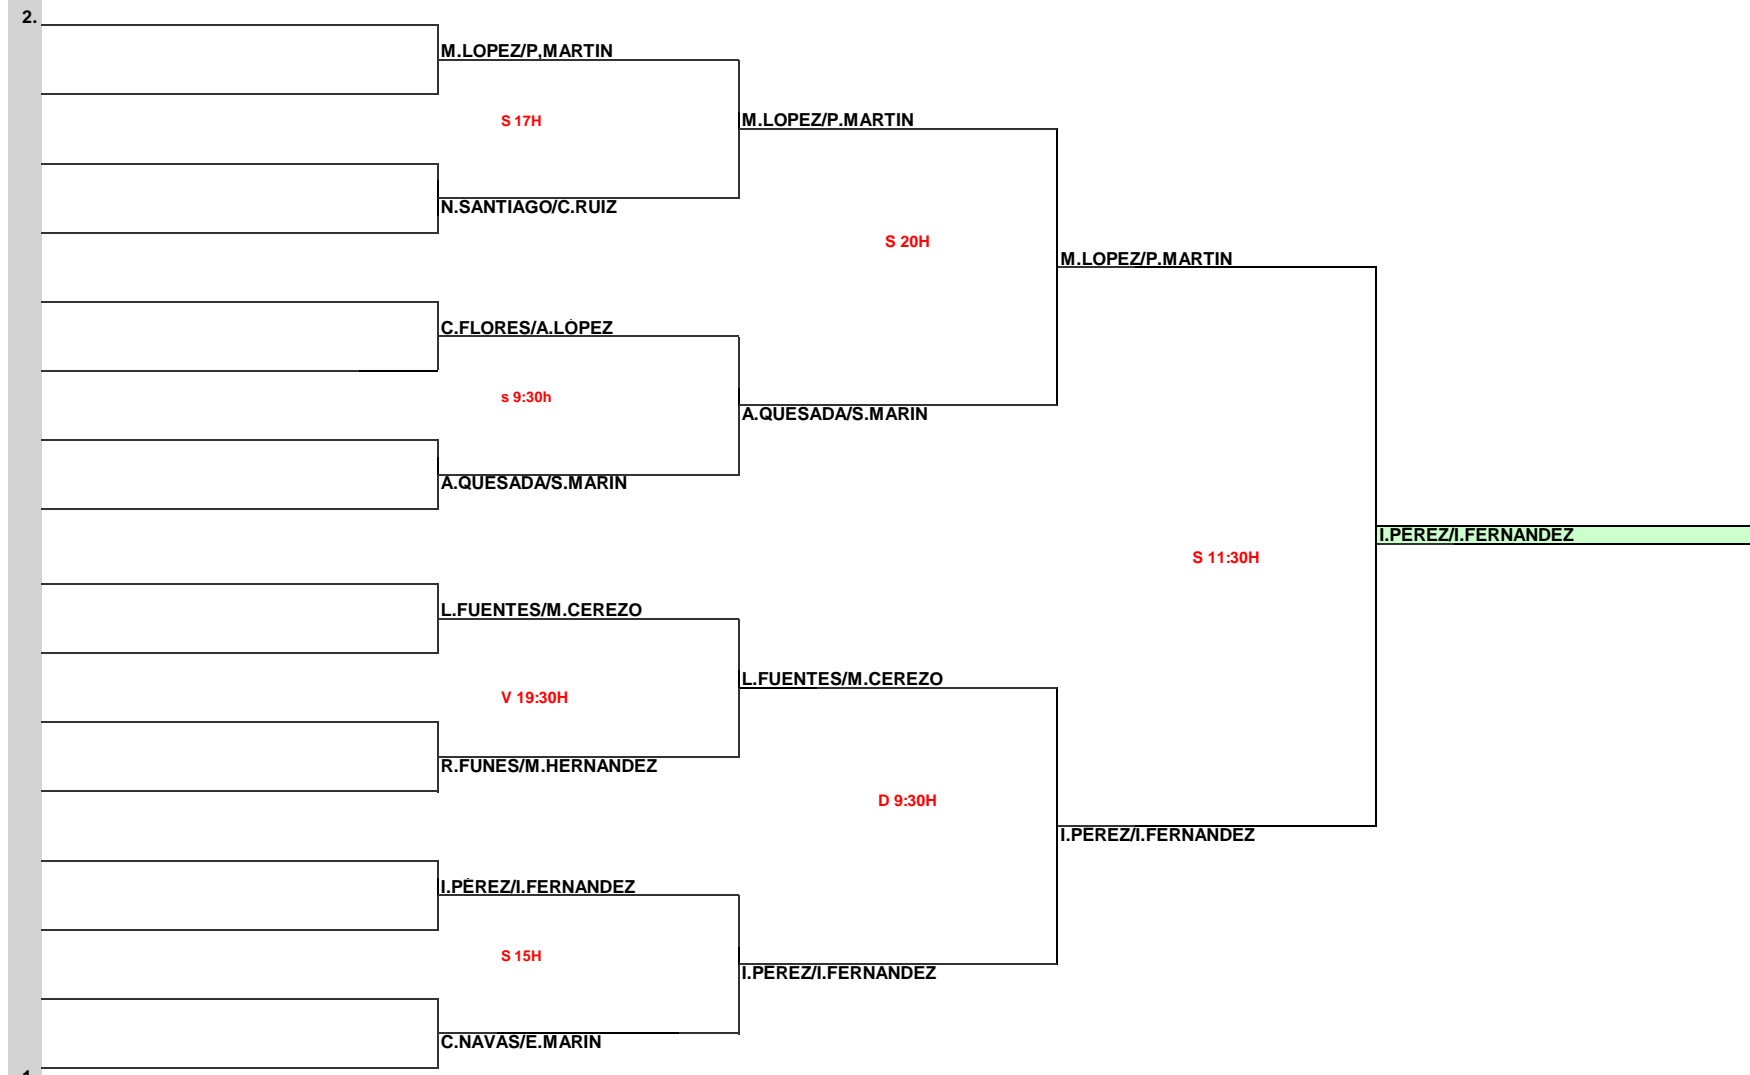 2.
M.LOPEZ/P,MARTIN
S 17H
M.LOPEZ/P.MARTIN
N.SANTIAGO/C.RUIZ
S 20H
M.LOPEZ/P.MARTIN
C.FLORES/A.LÓPEZ
s 9:30h
A.QUESADA/S.MARIN
A.QUESADA/S.MARIN
I.PEREZ/I.FERNANDEZ
S 11:30H
L.FUENTES/M.CEREZO
L.FUENTES/M.CEREZO
V 19:30H
R.FUNES/M.HERNANDEZ
D 9:30H
I.PEREZ/I.FERNANDEZ
I.PÉREZ/I.FERNANDEZ
S 15H
I.PEREZ/I.FERNANDEZ
C.NAVAS/E.MARIN